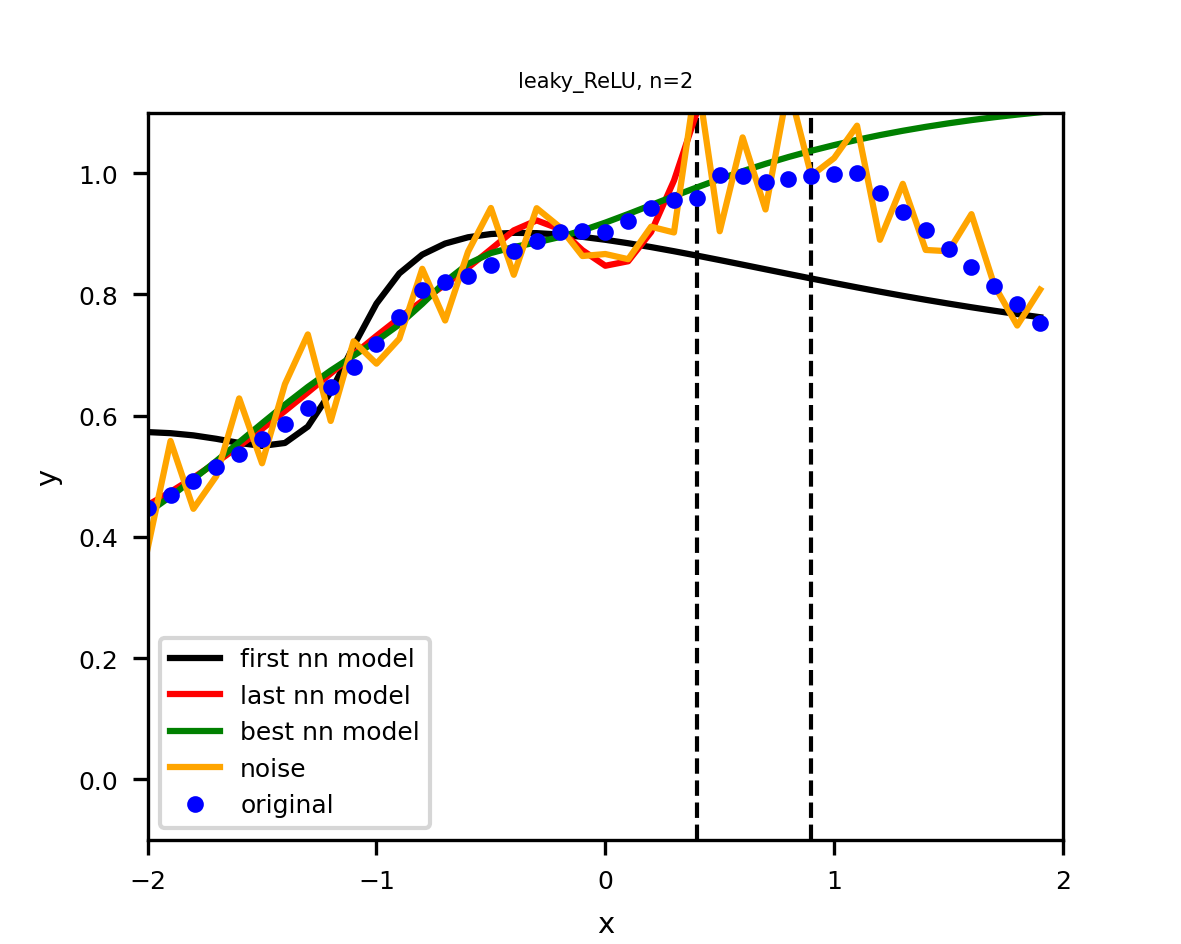 leaky_ReLU, n=2
1.0
0.8
0.6
0.4
0.2
0.0
y
first nn model
last nn model
best nn model
noise
original
−2
−1
0
1
2
x